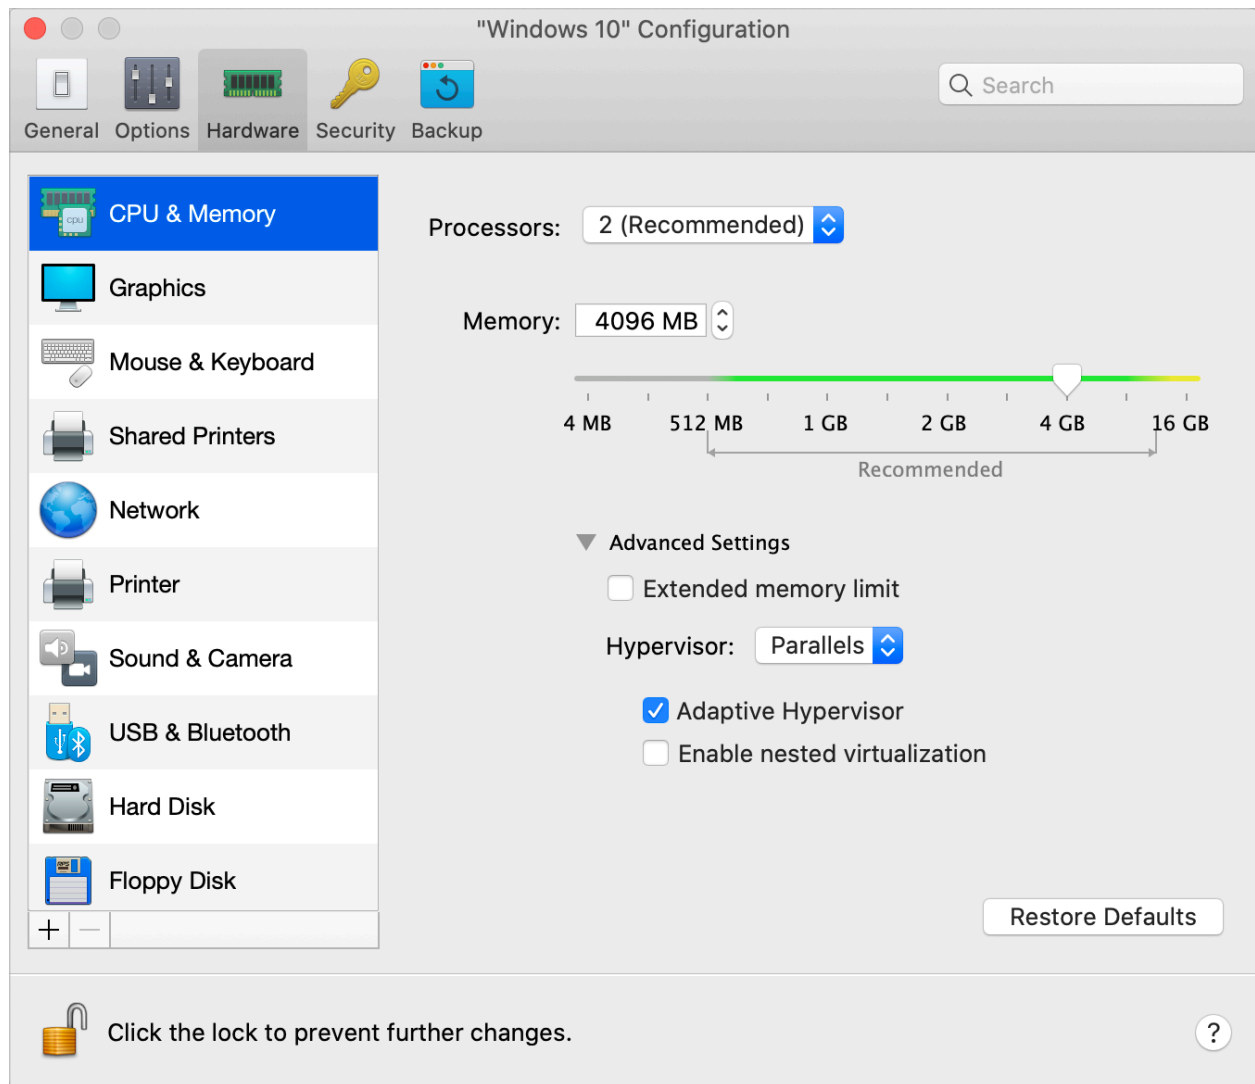 "Windows 10" Configuration
General Options Hardware Security Backup
Search
CPU & Memory
Graphics
Mouse & Keyboard
Shared Printers
Network
Printer
Sound & Camera
USB & Bluetooth
Hard Disk
Floppy Disk
Processors: 2 (Recommended)
Memory: 4096 MB
4 MB 512 MB 1 GB 2 GB 4 GB 16 GB
Recommended
Advanced Settings
Extended memory limit
Hypervisor: Parallels
Adaptive Hypervisor
Enable nested virtualization
Restore Defaults
Click the lock to prevent further changes.
?